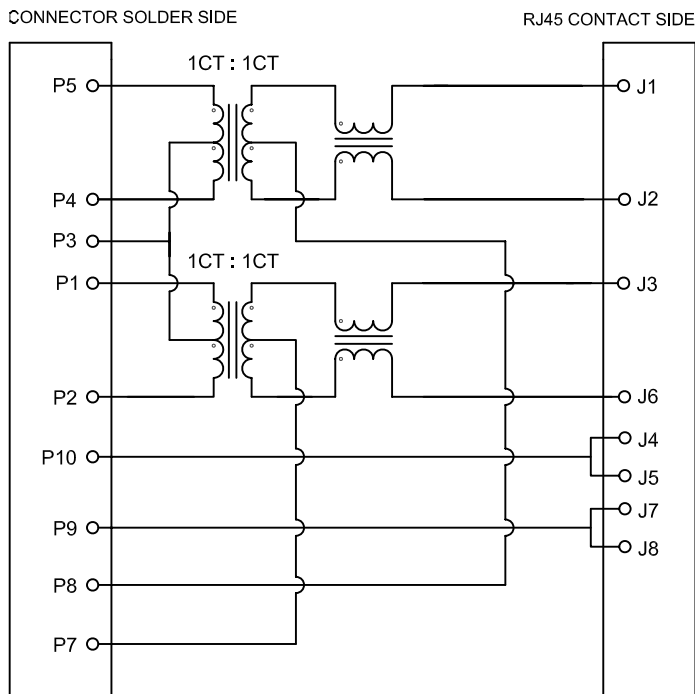 CONNECTOR SOLDER SIDE
RJ45 CONTACT SIDE
1CT : 1CT
P5
J1
P4
J2
P3
1CT : 1CT
P1
J3
P2
J6
J4
P10
J5
J7
P9
J8
P8
P7